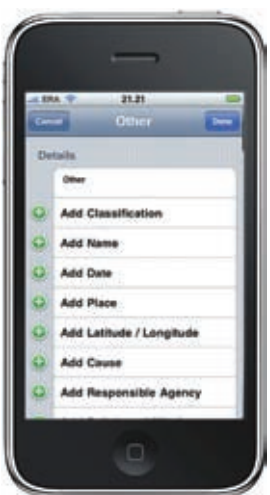 ERA 21.21
Cancel Other Done
Details
Other
Add Classification
Add Name
Add Date
Add Place
Add Latitude / Longitude
Add Cause
Add Responsible Agency